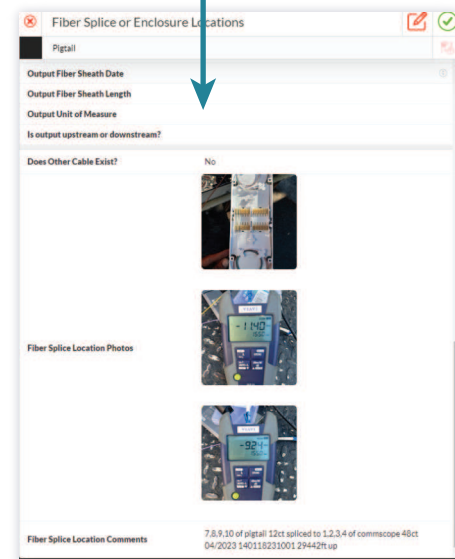 Fiber Splice or Enclosure Locations
Pigtail
Output Fiber Sheath Date
Output Fiber Sheath Length
Output Unit of Measure
Is output upstream or downstream?
Does Other Cable Exist?
No
Fiber Splice Location Photos
-11.40
-9.24
Fiber Splice Location Comments
7,8,9,10 of pigtail 12ct spliced to 1,2,3,4 of commscope 48ct
04/2023 140118231001 29442ft up